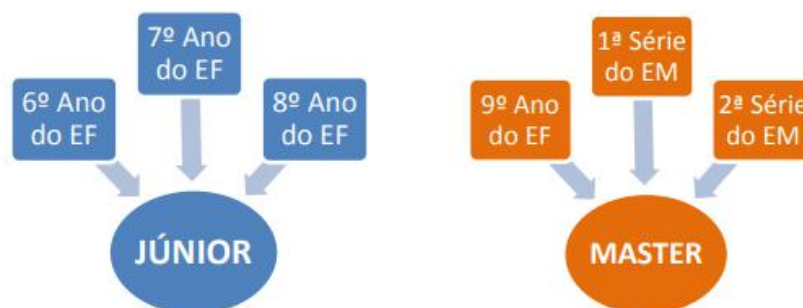 6º Ano
do EF
7º Ano
do EF
8º Ano
do EF
JÚNIOR
9º Ano
do EF
1ª Série
do EM
2ª Série
do EM
MASTER